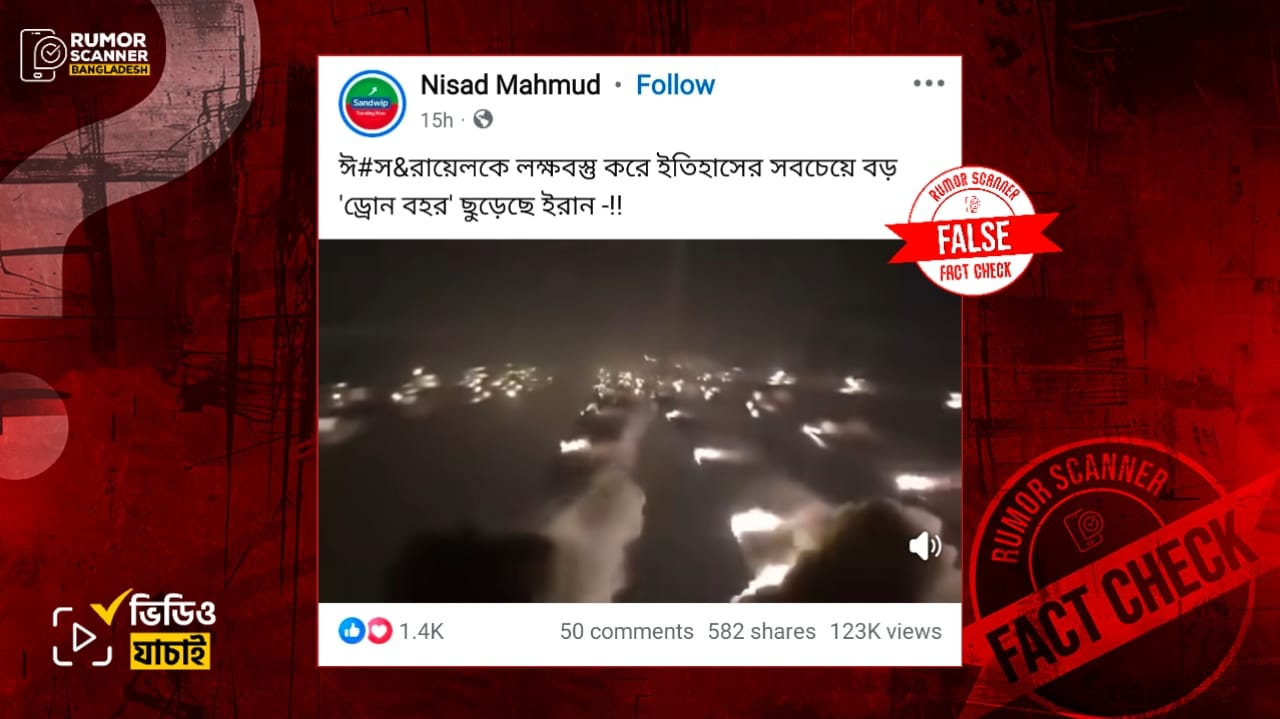 RUMOR
SCANNER
BANGLADESH
Nisad Mahmud · Follow
Sandwip
15h ·
ঈ#স&রায়েলকে লক্ষবস্তু করে ইতিহাসের সবচেয়ে বড়
'ড্রোন বহর' ছুড়েছে ইরান -!!
RUMOR SCANNER
FALSE
FACT CHECK
1.4K 50 comments 582 shares 123K views
ভিডিও
যাচাই
RUMOR SCANNER
FACT CHECK